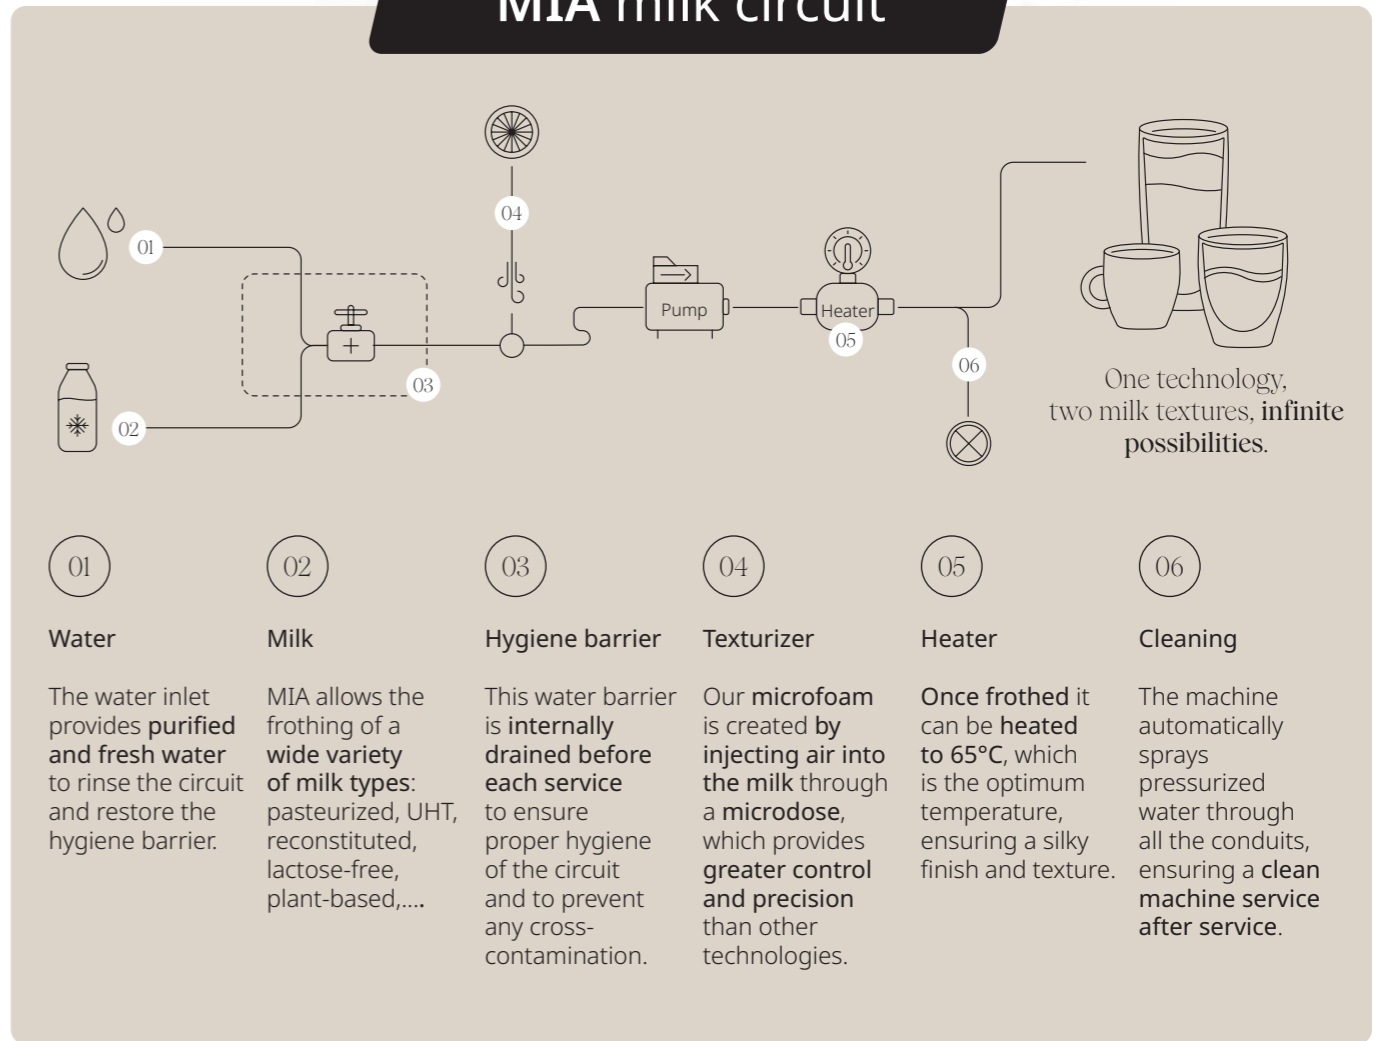 MIA milk circuit
04
01
Pump
Heater
05
03
06
02
One technology,
two milk textures, infinite
possibilities.
01
Water
The water inlet
provides purified
and fresh water
to rinse the circuit
and restore the
hygiene barrier.
02
Milk
MIA allows the
frothing of a
wide variety
of milk types:
pasteurized, UHT,
reconstituted,
lactose-free,
plant-based,....
03
Hygiene barrier
This water barrier
is internally
drained before
each service
to ensure
proper hygiene
of the circuit
and to prevent
any cross-
contamination.
04
Texturizer
Our microfoam
is created by
injecting air into
the milk through
a microdose,
which provides
greater control
and precision
than other
technologies.
05
Heater
Once frothed it
can be heated
to 65°C, which
is the optimum
temperature,
ensuring a silky
finish and texture.
06
Cleaning
The machine
automatically
sprays
pressurized
water through
all the conduits,
ensuring a clean
machine service
after service.